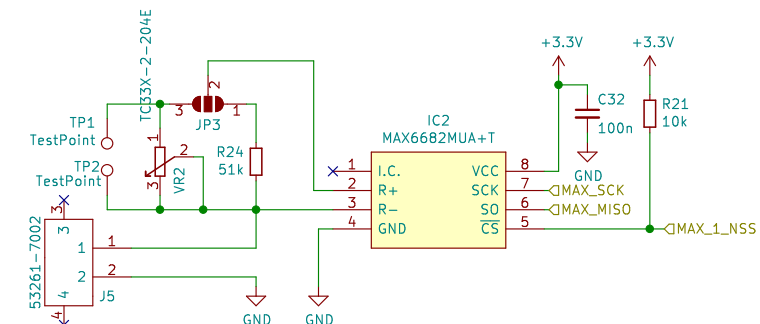 TC33X-2-204E
+3.3V
+3.3V
2
3
1
JP3
C32
100n
R21
10k
TP1
TestPoint
IC2
MAX6682MUA+T
1
2
3
VR2
R24
51k
TP2
TestPoint
GND
1
I.C.
VCC
8
2
R+
SCK
7
MAX_SCK
3
R-
SO
6
MAX_MISO
4
GND
CS
5
MAX_1_NSS
53261-7002
3
3
1
1
2
2
4
4
J5
GND
GND